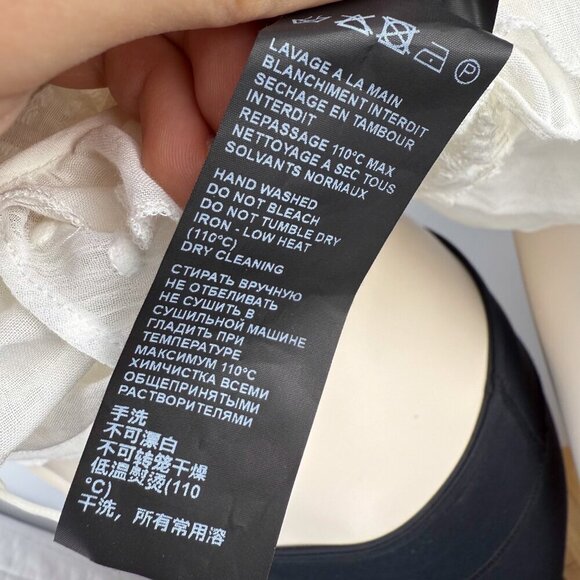 LAVAGE A LA MAIN
BLANCHIMENT INTERDIT
SECHAGE EN TAMBOUR
INTERDIT
REPASSAGE 110°C MAX
NETTOYAGE A SEC TOUS
SOLVANTS NORMAUX
HAND WASHED
DO NOT BLEACH
DO NOT TUMBLE DRY
IRON - LOW HEAT
(110°C)
DRY CLEANING
СТИРАТЬ ВРУЧНУЮ
НЕ ОТБЕЛИВАТЬ
НЕ СУШИТЬ В
СУШИЛЬНОЙ МАШИНЕ
ГЛАДИТЬ ПРИ
ТЕМПЕРАТУРЕ
МАКСИМУМ 110°C
ХИМЧИСТКА ВСЕМИ
ОБЩЕПРИНЯТЫМИ
РАСТВОРИТЕЛЯМИ
手洗
不可漂白
不可转笼干燥
低温熨烫(110
°C)
干洗，所有常用溶